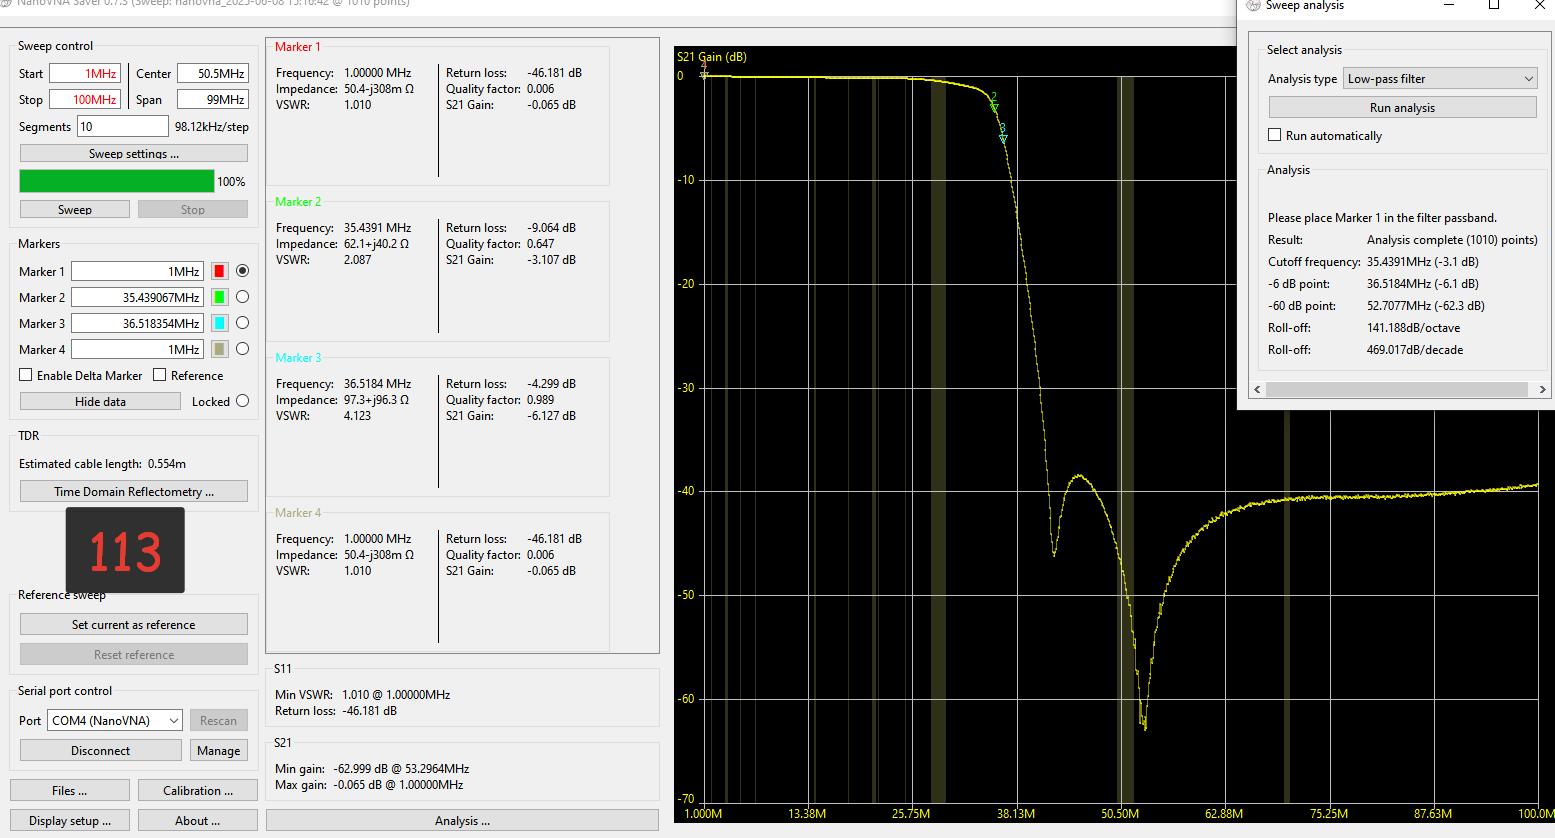 NanoVNA Saver 0.7.3 (Sweep: nanovna_2025-06-08 15:16:42 @ 1010 points)
Sweep control
Start 1MHz Center 50.5MHz
Stop 100MHz Span 99MHz
Segments 10 98.12kHz/step
Sweep settings ...
100%
Sweep Stop
Markers
Marker 1 1MHz
Marker 2 35.439067MHz
Marker 3 36.518354MHz
Marker 4 1MHz
Enable Delta Marker Reference
Hide data Locked
TDR
Estimated cable length: 0.554m
Time Domain Reflectometry ...
113
Reference sweep
Set current as reference
Reset reference
Serial port control
Port COM4 (NanoVNA) Rescan
Disconnect Manage
Files ... Calibration ...
Display setup ... About ...
Marker 1
Frequency: 1.00000 MHz Return loss: -46.181 dB
Impedance: 50.4-j308m Ω Quality factor: 0.006
VSWR: 1.010 S21 Gain: -0.065 dB
Marker 2
Frequency: 35.4391 MHz Return loss: -9.064 dB
Impedance: 62.1+j40.2 Ω Quality factor: 0.647
VSWR: 2.087 S21 Gain: -3.107 dB
Marker 3
Frequency: 36.5184 MHz Return loss: -4.299 dB
Impedance: 97.3+j96.3 Ω Quality factor: 0.989
VSWR: 4.123 S21 Gain: -6.127 dB
Marker 4
Frequency: 1.00000 MHz Return loss: -46.181 dB
Impedance: 50.4-j308m Ω Quality factor: 0.006
VSWR: 1.010 S21 Gain: -0.065 dB
S11
Min VSWR: 1.010 @ 1.00000MHz
Return loss: -46.181 dB
S21
Min gain: -62.999 dB @ 53.2964MHz
Max gain: -0.065 dB @ 1.00000MHz
Analysis ...
S21 Gain (dB)
4
0
2
3
-10
-20
-30
-40
-50
-60
-70
1.000M 13.38M 25.75M 38.13M 50.50M 62.88M 75.25M 87.63M 100.0M
Sweep analysis
Select analysis
Analysis type Low-pass filter
Run analysis
Run automatically
Analysis
Please place Marker 1 in the filter passband.
Result: Analysis complete (1010) points)
Cutoff frequency: 35.4391MHz (-3.1 dB)
-6 dB point: 36.5184MHz (-6.1 dB)
-60 dB point: 52.7077MHz (-62.3 dB)
Roll-off: 141.188dB/octave
Roll-off: 469.017dB/decade